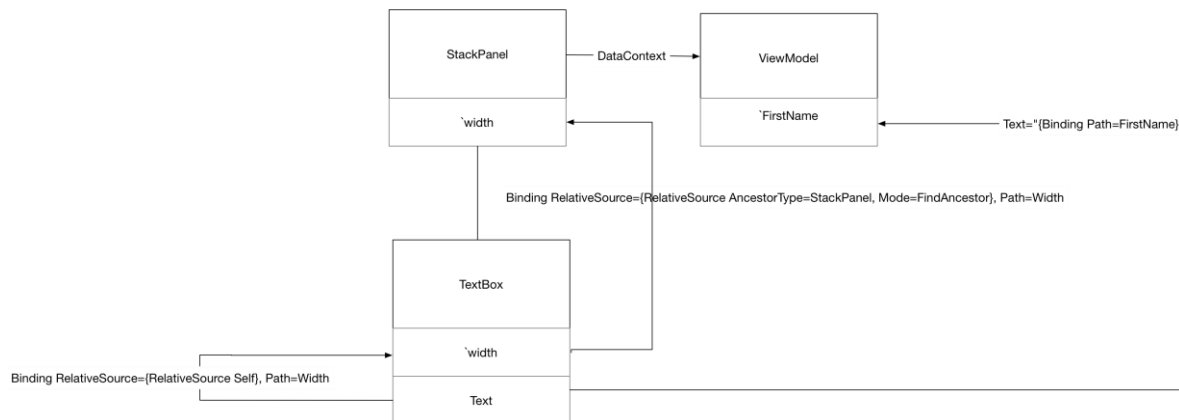 StackPanel
DataContext
ViewModel
`width
`FirstName
Text="{Binding Path=FirstName}
Binding RelativeSource={RelativeSource AncestorType=StackPanel, Mode=FindAncestor}, Path=Width
TextBox
`width
Binding RelativeSource={RelativeSource Self}, Path=Width
Text